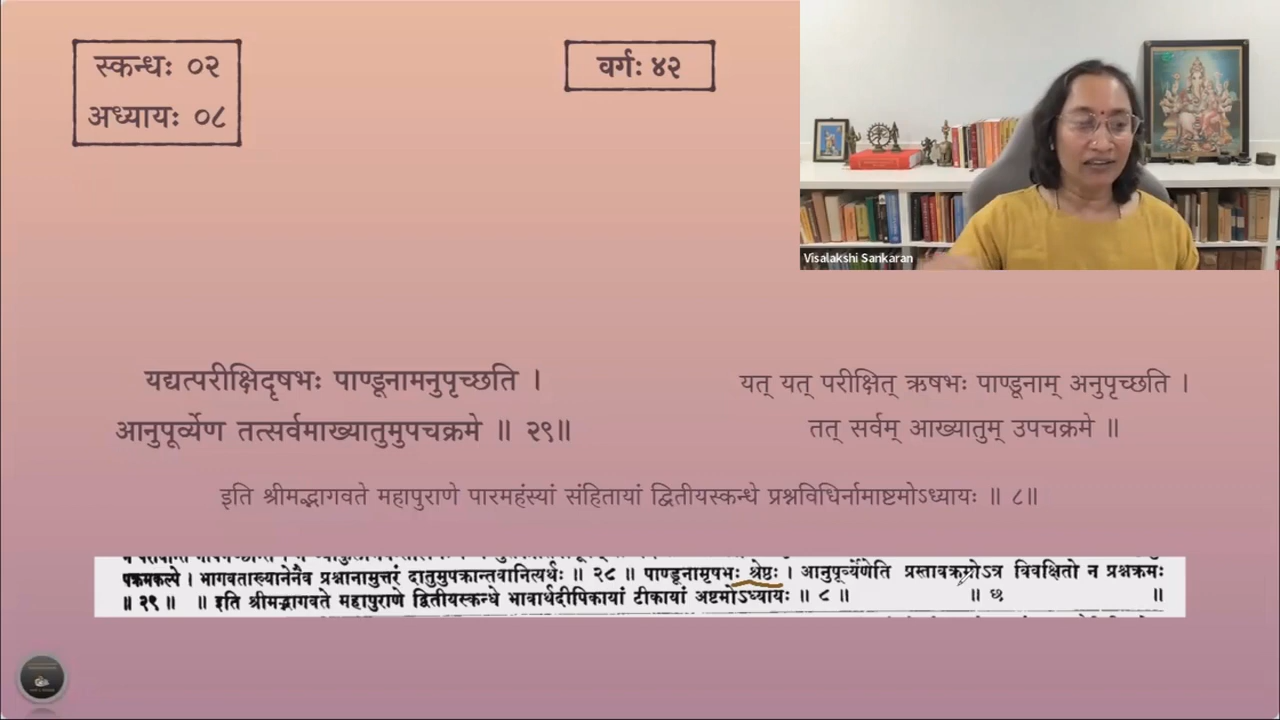 स्कन्धः ०२
अध्यायः ०८
वर्गः ४२
Visalakshi Sankaran
यद्यत्परीक्षिदृषभः पाण्डूनामनुपृच्छति ।
आनुपूर्व्येण तत्सर्वमाख्यातुमुपचक्रमे ॥ २९॥
यत् यत् परीक्षित् ऋषभः पाण्डूनाम् अनुपृच्छति ।
तत् सर्वम् आख्यातुम् उपचक्रमे ॥
इति श्रीमद्भागवते महापुराणे पारमहंस्यां संहितायां द्वितीयस्कन्धे प्रश्नविधिर्नामाष्टमोऽध्यायः ॥ ८॥
पक्रमकल्पे । भागवताख्यानेनैव प्रश्नानामुत्तरं दातुमुपक्रान्तवानित्यर्थः ॥ २८ ॥ पाण्डूनामृषभः श्रेष्ठः । आनुपूर्व्येणेति प्रस्तावक्रमोऽत्र विवक्षितो न प्रश्नक्रमः
॥ २९ ॥ ॥ इति श्रीमद्भागवते महापुराणे द्वितीयस्कन्धे भावार्थदीपिकायां टीकायां अष्टमोऽध्यायः ॥ ८ ॥ ॥ छ ॥